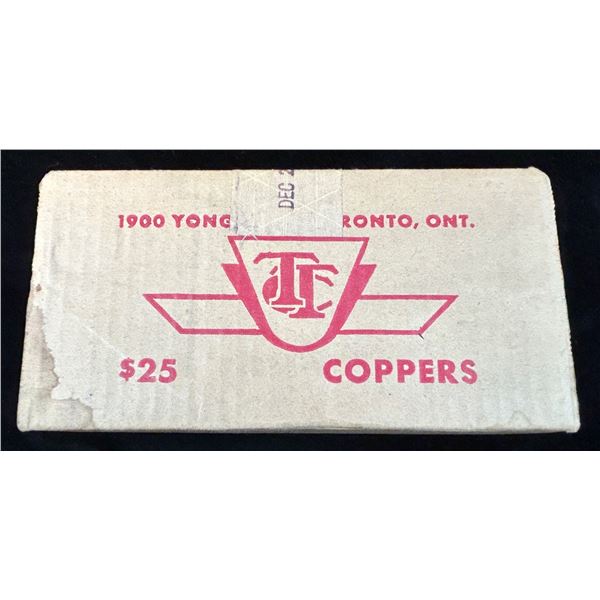 DEC 2
1900 YONG RONTO, ONT.
TTC
$25 COPPERS